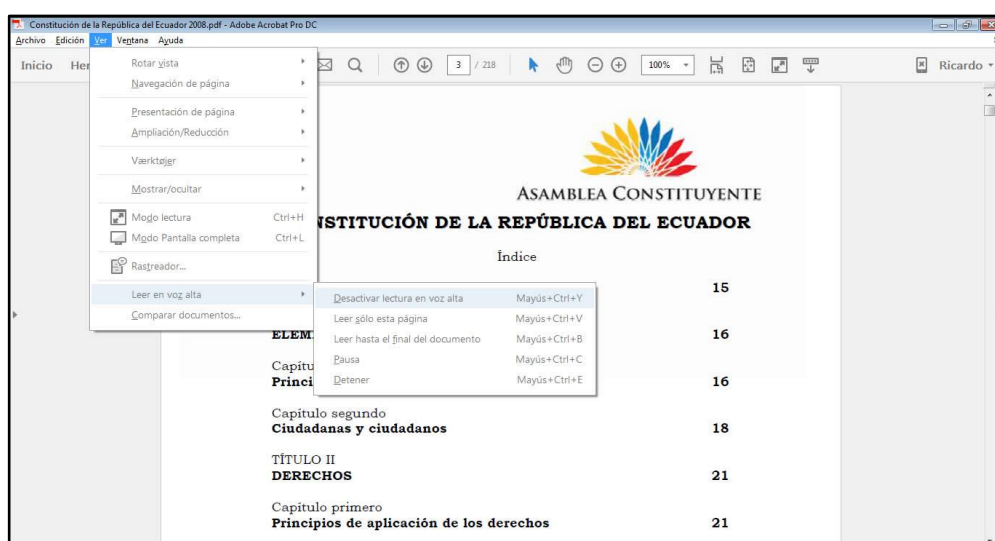 Constitución de la República del Ecuador 2008.pdf - Adobe Acrobat Pro DC
Archivo Edición Ver Ventana Ayuda
Inicio Her 3 / 218 100% Ricardo
Rotar vista
Navegación de página
Presentación de página
Ampliación/Reducción
Værktøjer
Mostrar/ocultar
Modo lectura Ctrl+H
Modo Pantalla completa Ctrl+L
Rastreador...
Leer en voz alta
Comparar documentos...
Desactivar lectura en voz alta Mayús+Ctrl+Y
Leer sólo esta página Mayús+Ctrl+V
Leer hasta el final del documento Mayús+Ctrl+B
Pausa Mayús+Ctrl+C
Detener Mayús+Ctrl+E
ASAMBLEA CONSTITUYENTE
NSTITUCIÓN DE LA REPÚBLICA DEL ECUADOR
Índice
15
ELEM 16
Capítu
Princi 16
Capítulo segundo
Ciudadanas y ciudadanos 18
TÍTULO II
DERECHOS 21
Capítulo primero
Principios de aplicación de los derechos 21